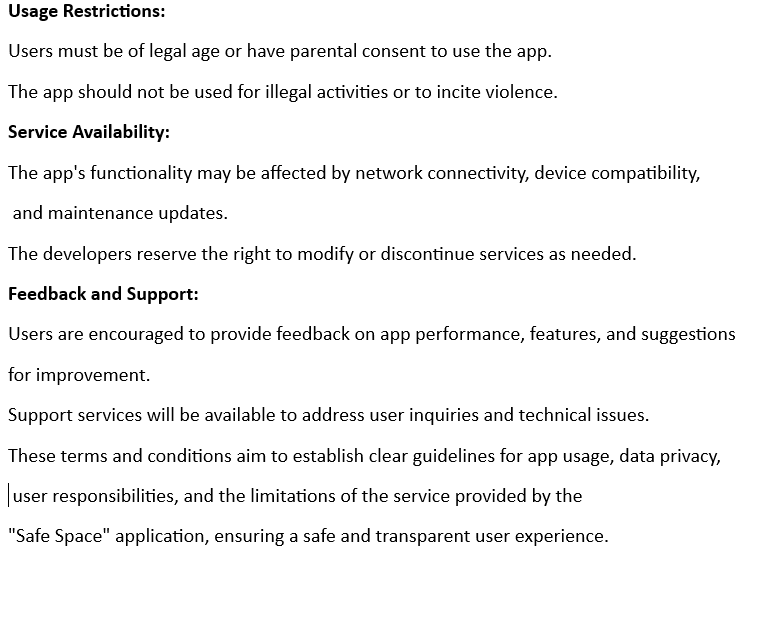 Usage Restrictions:
Users must be of legal age or have parental consent to use the app.
The app should not be used for illegal activities or to incite violence.
Service Availability:
The app's functionality may be affected by network connectivity, device compatibility,
and maintenance updates.
The developers reserve the right to modify or discontinue services as needed.
Feedback and Support:
Users are encouraged to provide feedback on app performance, features, and suggestions
for improvement.
Support services will be available to address user inquiries and technical issues.
These terms and conditions aim to establish clear guidelines for app usage, data privacy,
user responsibilities, and the limitations of the service provided by the
"Safe Space" application, ensuring a safe and transparent user experience.